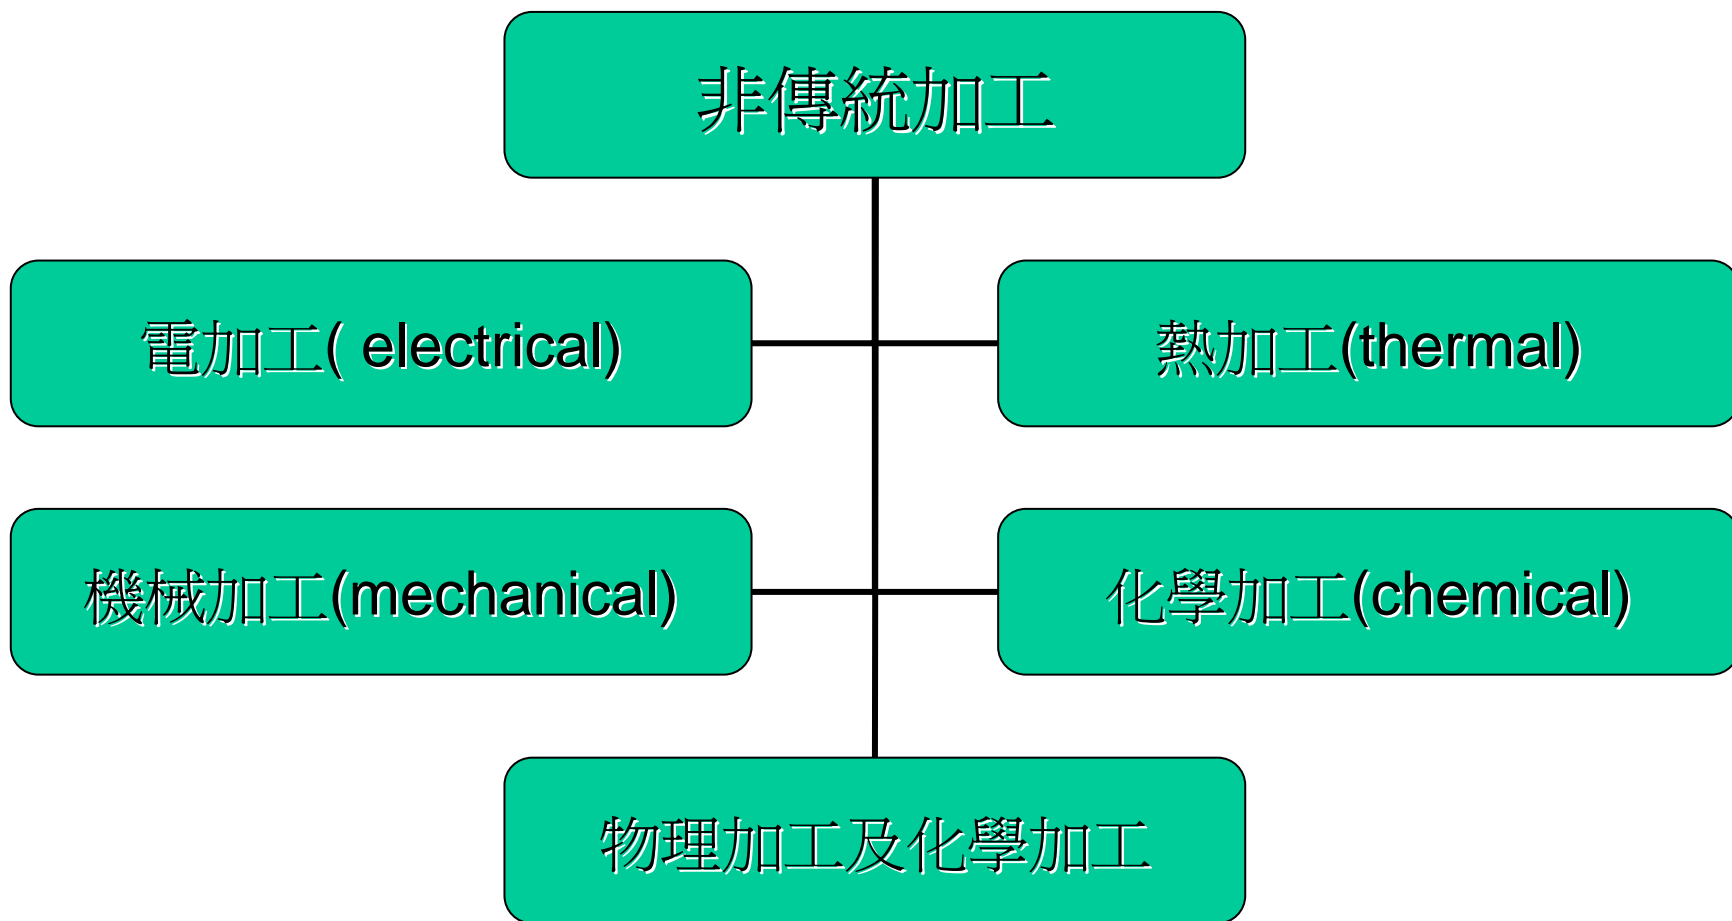 非傳統加工
電加工( electrical)
熱加工(thermal)
機械加工(mechanical)
化學加工(chemical)
物理加工及化學加工